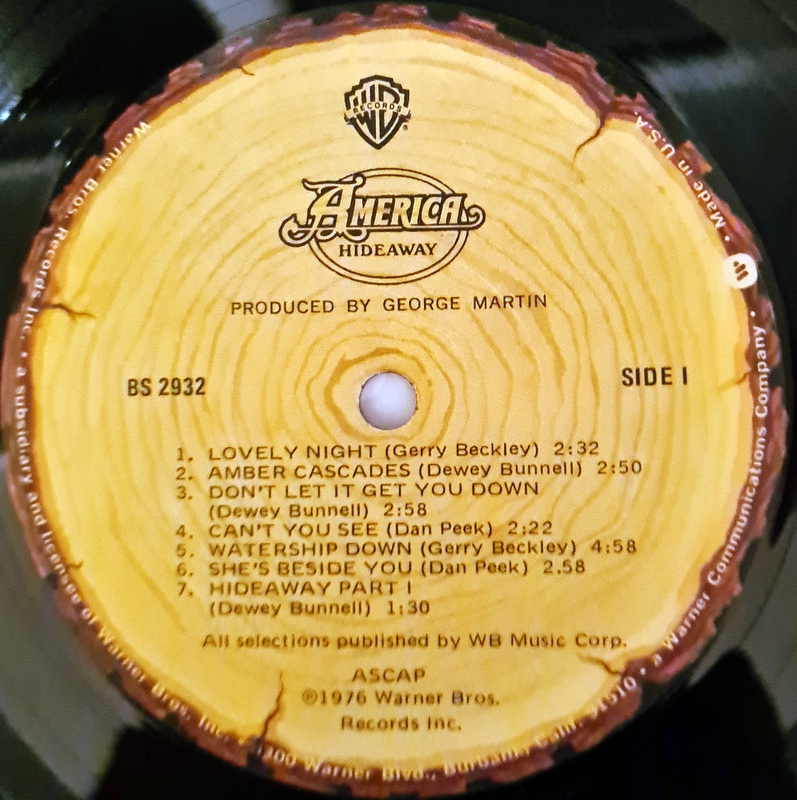 WB RECORDS ®
AMERICA
HIDEAWAY
PRODUCED BY GEORGE MARTIN
BS 2932
SIDE I
1. LOVELY NIGHT (Gerry Beckley) 2:32
2. AMBER CASCADES (Dewey Bunnell) 2:50
3. DON'T LET IT GET YOU DOWN
(Dewey Bunnell) 2:58
4. CAN'T YOU SEE (Dan Peek) 2:22
5. WATERSHIP DOWN (Gerry Beckley) 4:58
6. SHE'S BESIDE YOU (Dan Peek) 2.58
7. HIDEAWAY PART I
(Dewey Bunnell) 1:30
All selections published by WB Music Corp.
ASCAP
℗1976 Warner Bros.
Records Inc.
Warner Bros. Records Inc. • a subsidiary and licensee of Warner Bros. Inc. • 3300 Warner Blvd., Burbank, Calif. 91510 • a Warner Communications Company • Made in U.S.A.